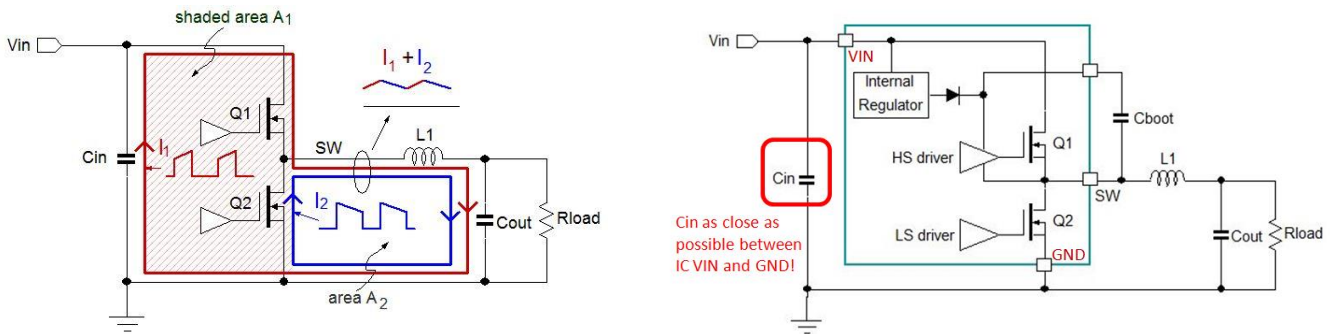 shaded area A1
Vin
I1 + I2
Q1
I1
Cin
SW
L1
Q2
I2
Cout
Rload
area A2
Vin
VIN
Internal
Regulator
Cboot
Q1
HS driver
Cin
L1
SW
Cin as close as
possible between
IC VIN and GND!
Q2
LS driver
Cout
Rload
GND